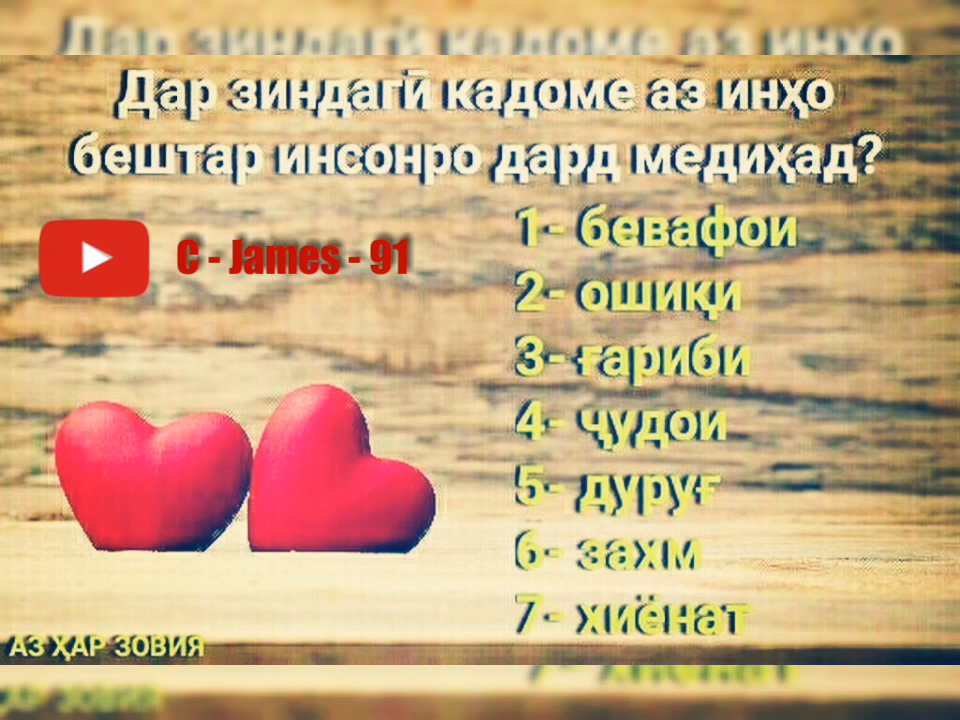 Дар зиндагӣ кадоме аз инҳо
бештар инсонро дард медиҳад?
C - James - 91
1- бевафои
2- ошиқи
3- ғариби
4- ҷудои
5- дуруғ
6- захм
7- хиёнат
АЗ ҲАР ЗОВИЯ